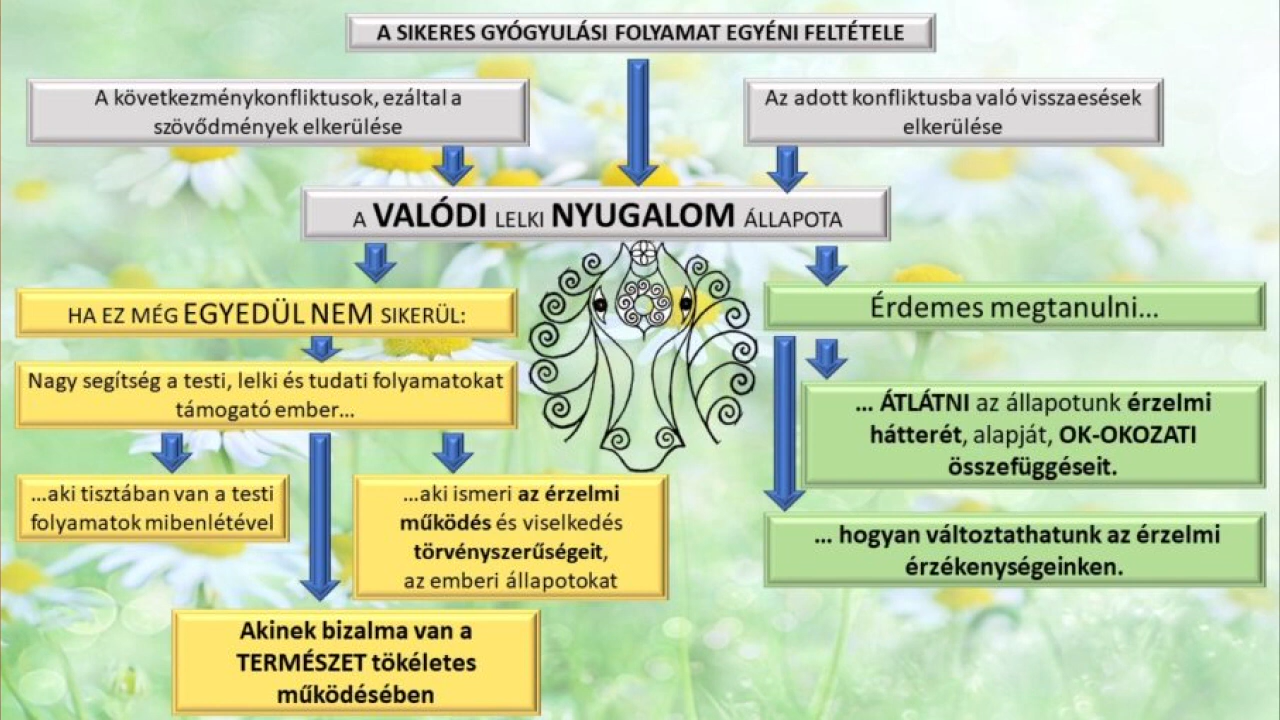 A SIKERES GYÓGYULÁSI FOLYAMAT EGYÉNI FELTÉTELE
A következménykonfliktusok, ezáltal a
szövődmények elkerülése
Az adott konfliktusba való visszaesések
elkerülése
A VALÓDI LELKI NYUGALOM ÁLLAPOTA
HA EZ MÉG EGYEDÜL NEM SIKERÜL:
Nagy segítség a testi, lelki és tudati folyamatokat
támogató ember...
...aki tisztában van a testi
folyamatok mibenlétével
...aki ismeri az érzelmi
működés és viselkedés
törvényszerűségeit,
az emberi állapotokat
Akinek bizalma van a
TERMÉSZET tökéletes
működésében
Érdemes megtanulni...
... ÁTLÁTNI az állapotunk érzelmi
hátterét, alapját, OK-OKOZATI
összefüggéseit.
... hogyan változtathatunk az érzelmi
érzékenységeinken.